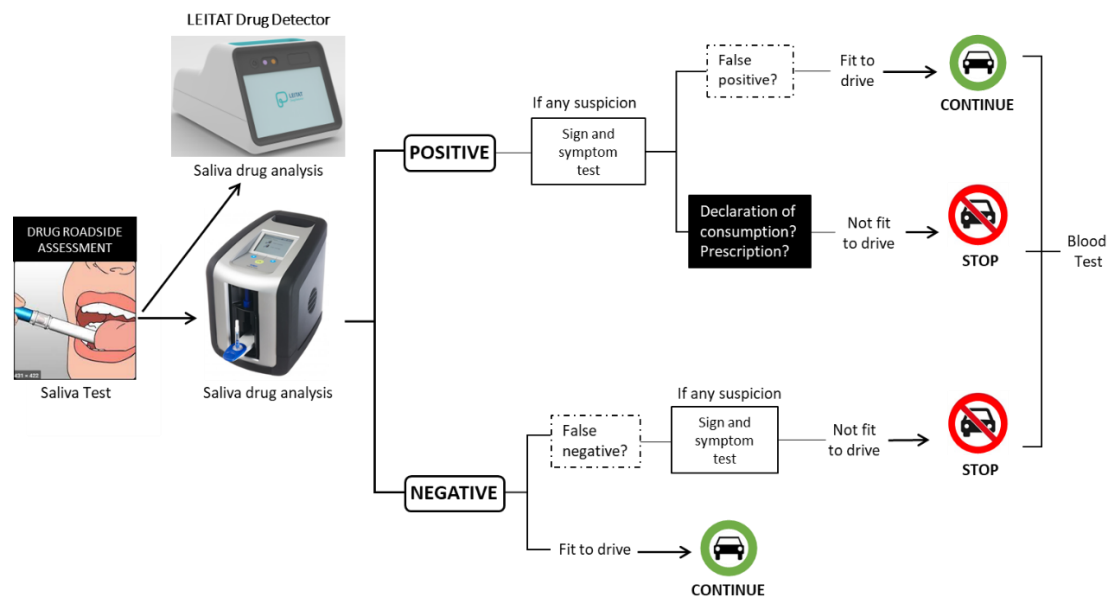 LEITAT Drug Detector
LEITAT
Saliva drug analysis
DRUG ROADSIDE
ASSESSMENT
421 × 422
Saliva Test
Saliva drug analysis
POSITIVE
If any suspicion
Sign and
symptom
test
False
positive?
Fit to
drive
CONTINUE
Declaration of
consumption?
Prescription?
Not fit
to drive
STOP
Blood
Test
NEGATIVE
False
negative?
If any suspicion
Sign and
symptom
test
Not fit
to drive
STOP
Fit to drive
CONTINUE